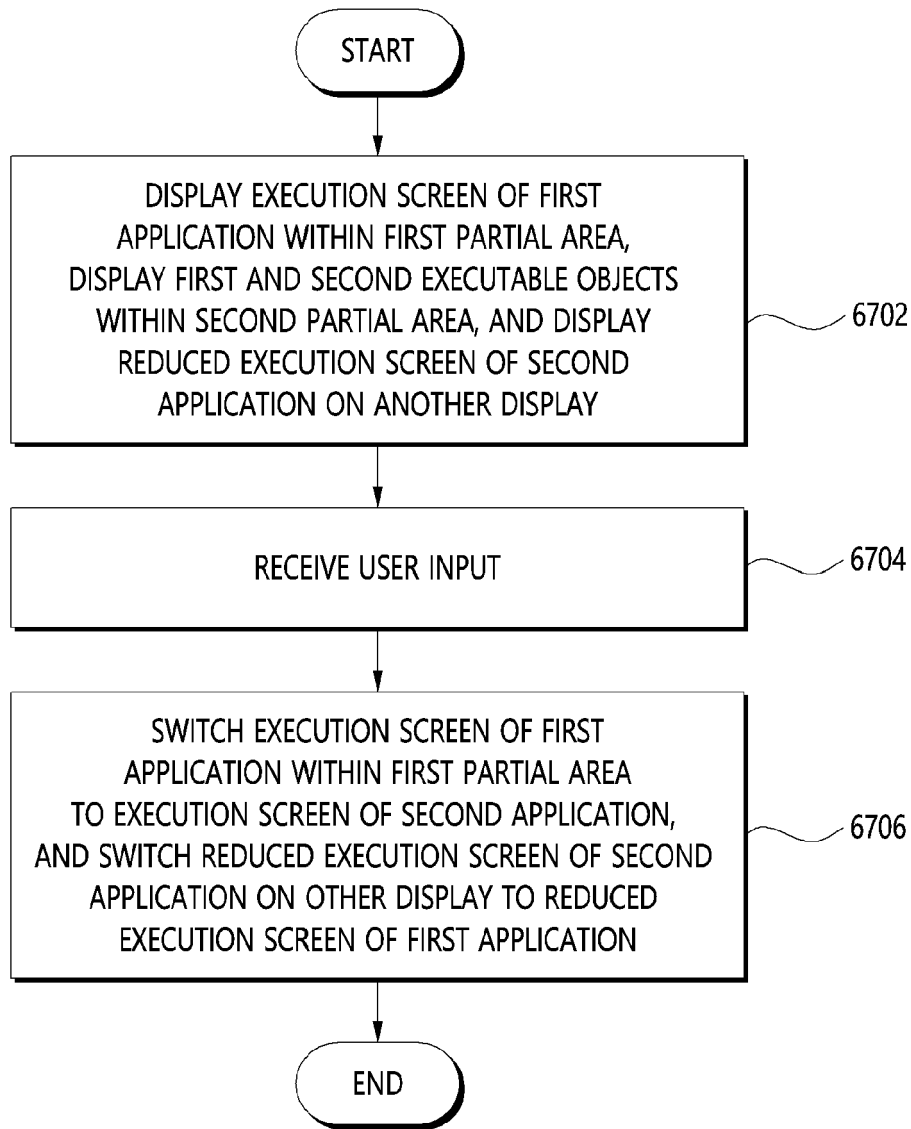 START
DISPLAY EXECUTION SCREEN OF FIRST
APPLICATION WITHIN FIRST PARTIAL AREA,
DISPLAY FIRST AND SECOND EXECUTABLE OBJECTS
WITHIN SECOND PARTIAL AREA, AND DISPLAY
REDUCED EXECUTION SCREEN OF SECOND
APPLICATION ON ANOTHER DISPLAY
6702
RECEIVE USER INPUT
6704
SWITCH EXECUTION SCREEN OF FIRST
APPLICATION WITHIN FIRST PARTIAL AREA
TO EXECUTION SCREEN OF SECOND APPLICATION,
AND SWITCH REDUCED EXECUTION SCREEN OF SECOND
APPLICATION ON OTHER DISPLAY TO REDUCED
EXECUTION SCREEN OF FIRST APPLICATION
6706
END